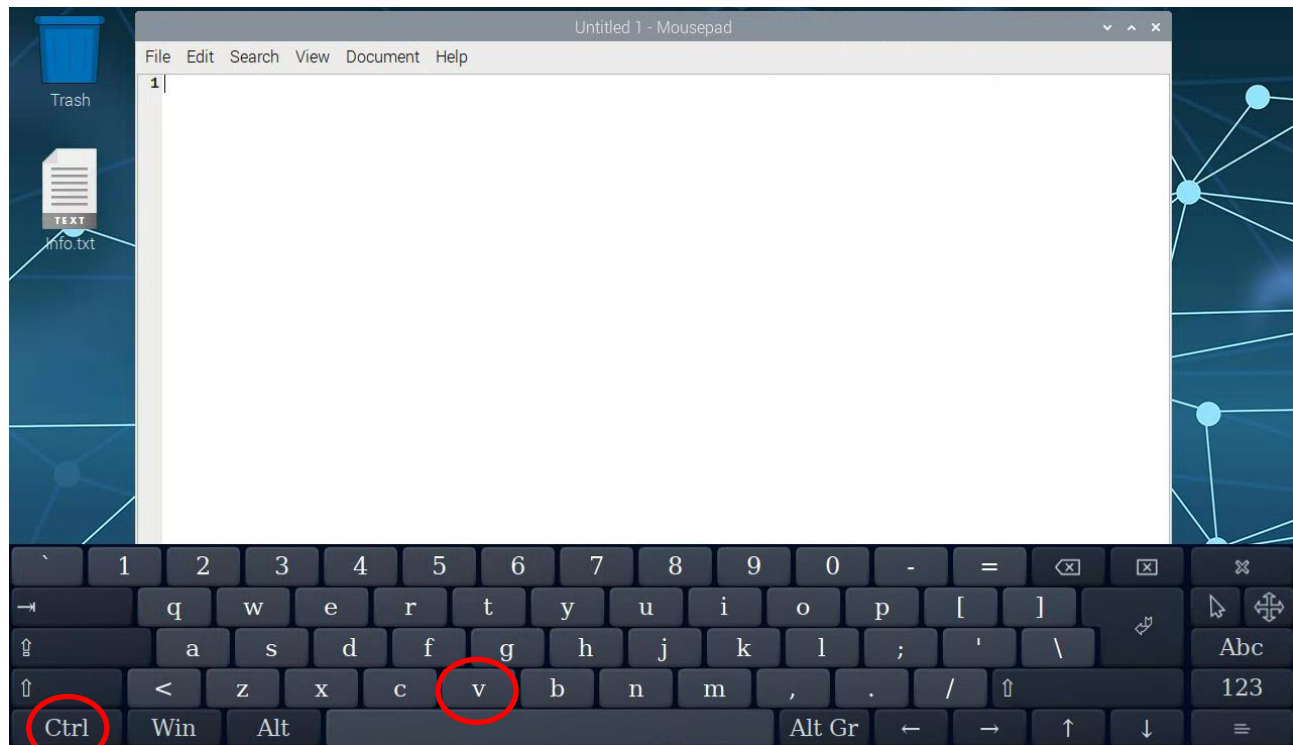 Untitled 1 - Mousepad
File Edit Search View Document Help
1
Trash
TEXT
Info.txt
` 1 2 3 4 5 6 7 8 9 0 - =
q w e r t y u i o p [ ]
a s d f g h j k l ; ' \ Abc
< z x c v b n m , . / 123
Ctrl Win Alt Alt Gr ← → ↑ ↓